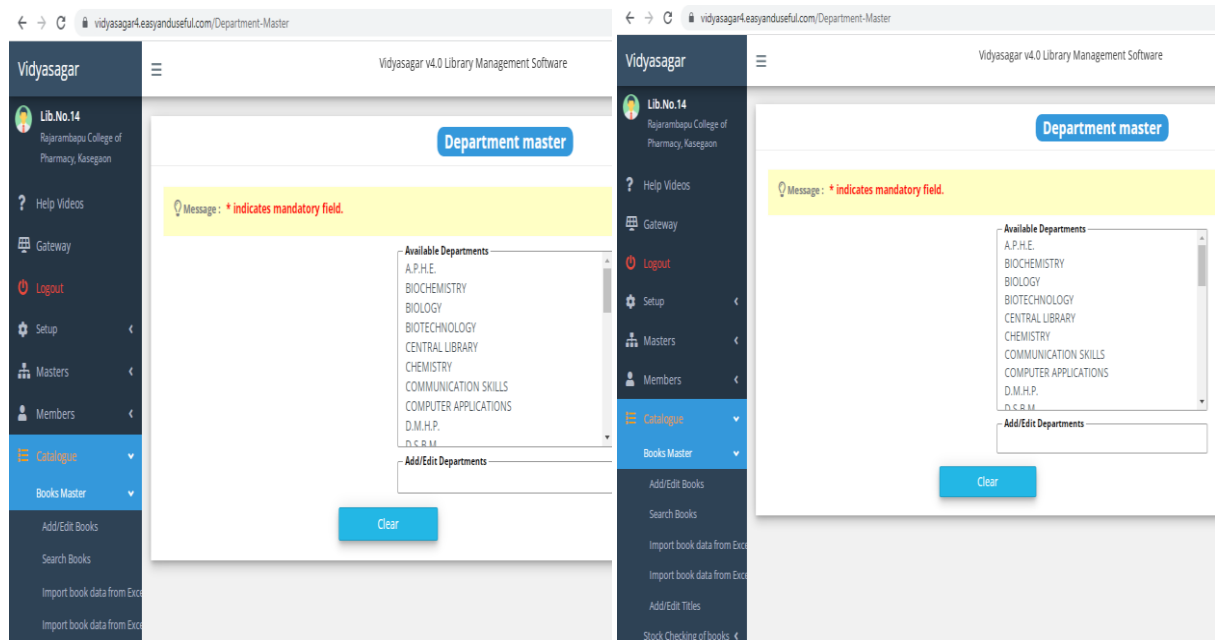 vidyasagar4.easyanduseful.com/Department-Master
Vidyasagar
Vidyasagar v4.0 Library Management Software
Lib.No.14
Rajarambapu College of
Pharmacy, Kasegaon
Department master
Help Videos
Message : * indicates mandatory field.
Gateway
Logout
Setup
Masters
Members
Catalogue
Books Master
Add/Edit Books
Search Books
Import book data from Exce
Import book data from Exce
Available Departments
A.P.H.E.
BIOCHEMISTRY
BIOLOGY
BIOTECHNOLOGY
CENTRAL LIBRARY
CHEMISTRY
COMMUNICATION SKILLS
COMPUTER APPLICATIONS
D.M.H.P.
D.S.B.M.
Add/Edit Departments
Clear
vidyasagar4.easyanduseful.com/Department-Master
Vidyasagar
Vidyasagar v4.0 Library Management Software
Lib.No.14
Rajarambapu College of
Pharmacy, Kasegaon
Department master
Help Videos
Message : * indicates mandatory field.
Gateway
Logout
Setup
Masters
Members
Catalogue
Books Master
Add/Edit Books
Search Books
Import book data from Exce
Import book data from Exce
Add/Edit Titles
Stock Checking of books
Available Departments
A.P.H.E.
BIOCHEMISTRY
BIOLOGY
BIOTECHNOLOGY
CENTRAL LIBRARY
CHEMISTRY
COMMUNICATION SKILLS
COMPUTER APPLICATIONS
D.M.H.P.
D.S.B.M.
Add/Edit Departments
Clear